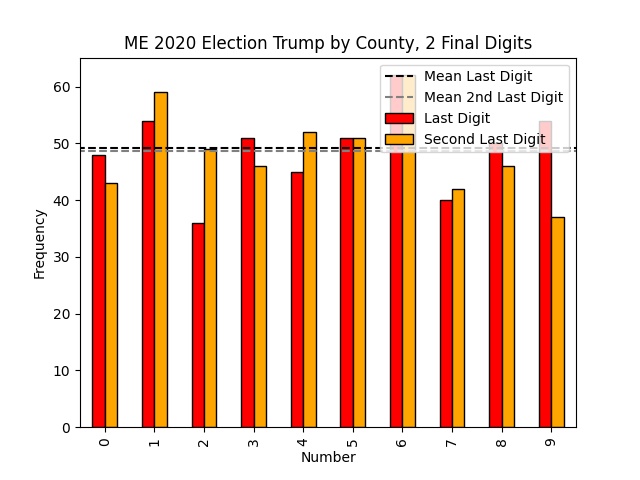 ME 2020 Election Trump by County, 2 Final Digits
Mean Last Digit
Mean 2nd Last Digit
Last Digit
Second Last Digit
60
50
40
30
20
10
0
Frequency
0 1 2 3 4 5 6 7 8 9
Number